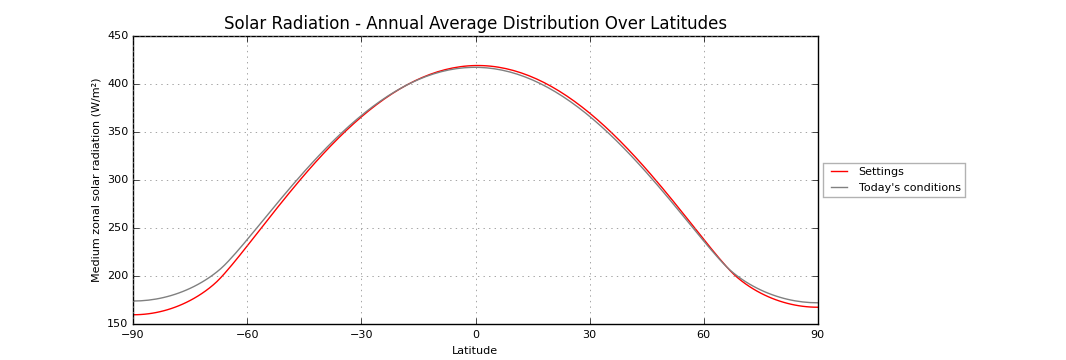 Solar Radiation - Annual Average Distribution Over Latitudes
450
400
350
300
250
200
150
Medium zonal solar radiation (W/m²)
−90
−60
−30
0
30
60
90
Latitude
Settings
Today's conditions